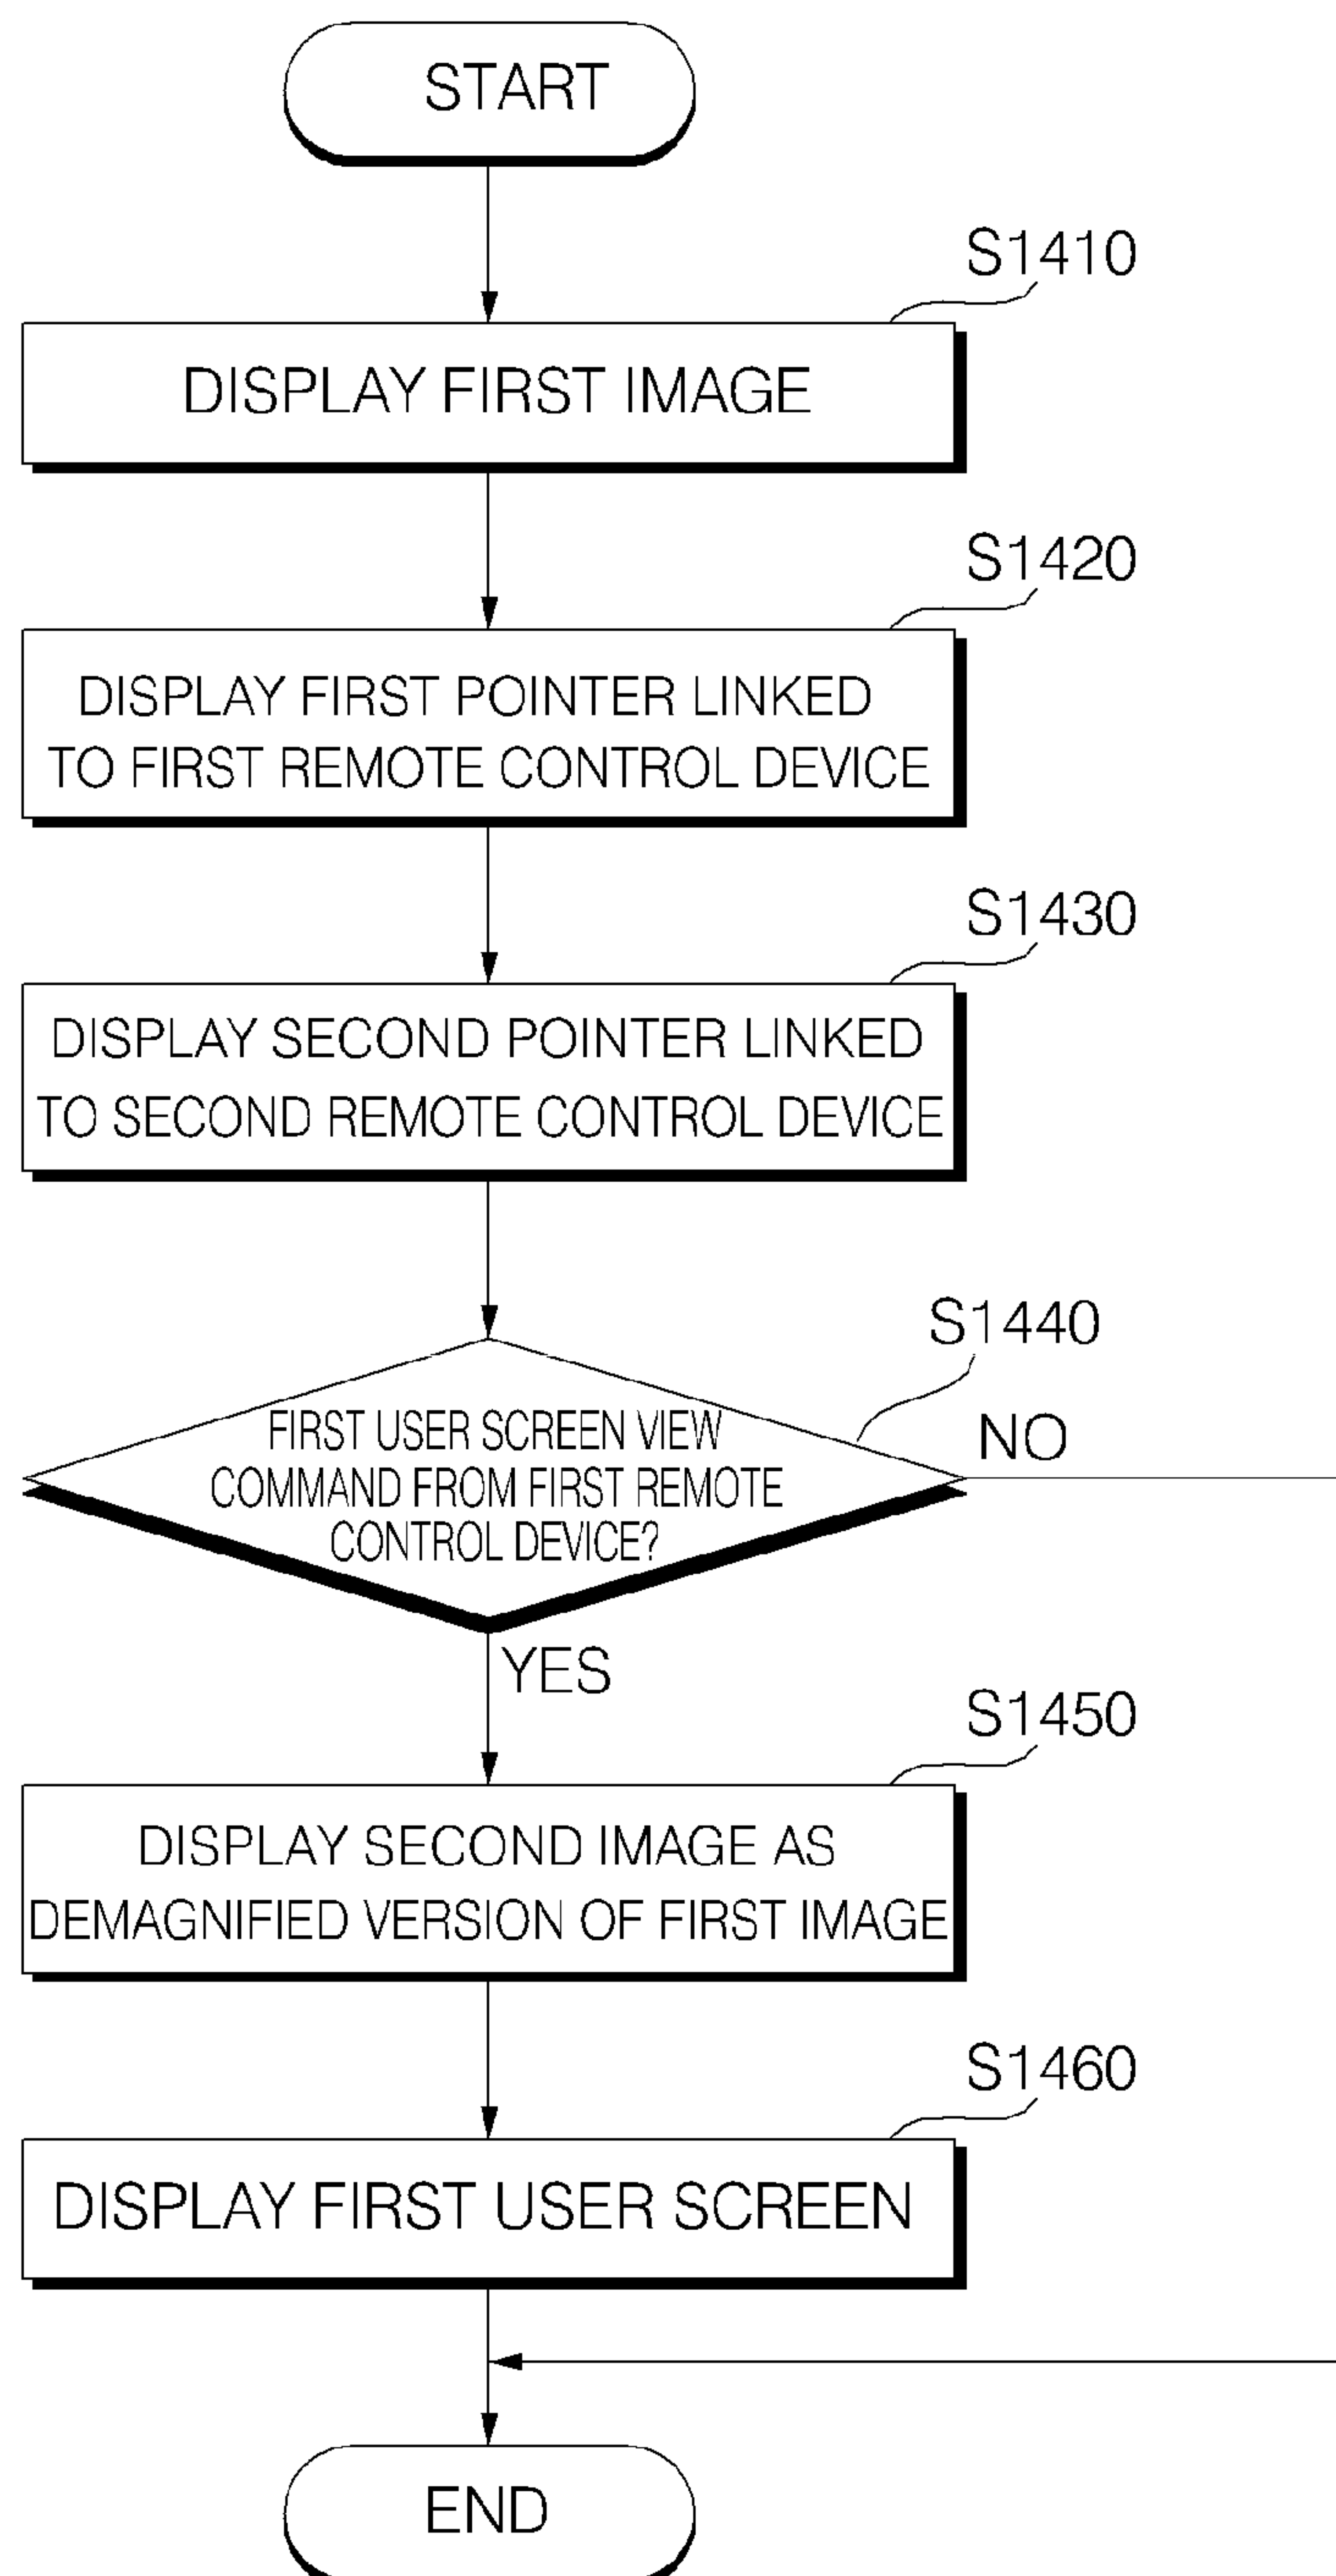 START
S1410
DISPLAY FIRST IMAGE
S1420
DISPLAY FIRST POINTER LINKED
TO FIRST REMOTE CONTROL DEVICE
S1430
DISPLAY SECOND POINTER LINKED
TO SECOND REMOTE CONTROL DEVICE
S1440
FIRST USER SCREEN VIEW
COMMAND FROM FIRST REMOTE
CONTROL DEVICE?
NO
YES
S1450
DISPLAY SECOND IMAGE AS
DEMAGNIFIED VERSION OF FIRST IMAGE
S1460
DISPLAY FIRST USER SCREEN
END